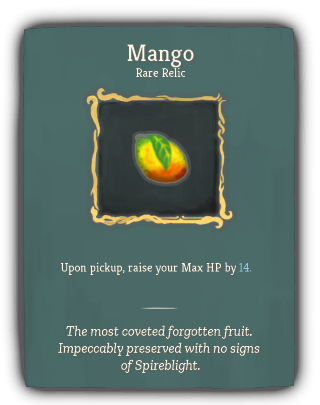 Mango
Rare Relic
Upon pickup, raise your Max HP by 14.
The most coveted forgotten fruit.
Impeccably preserved with no signs
of Spireblight.